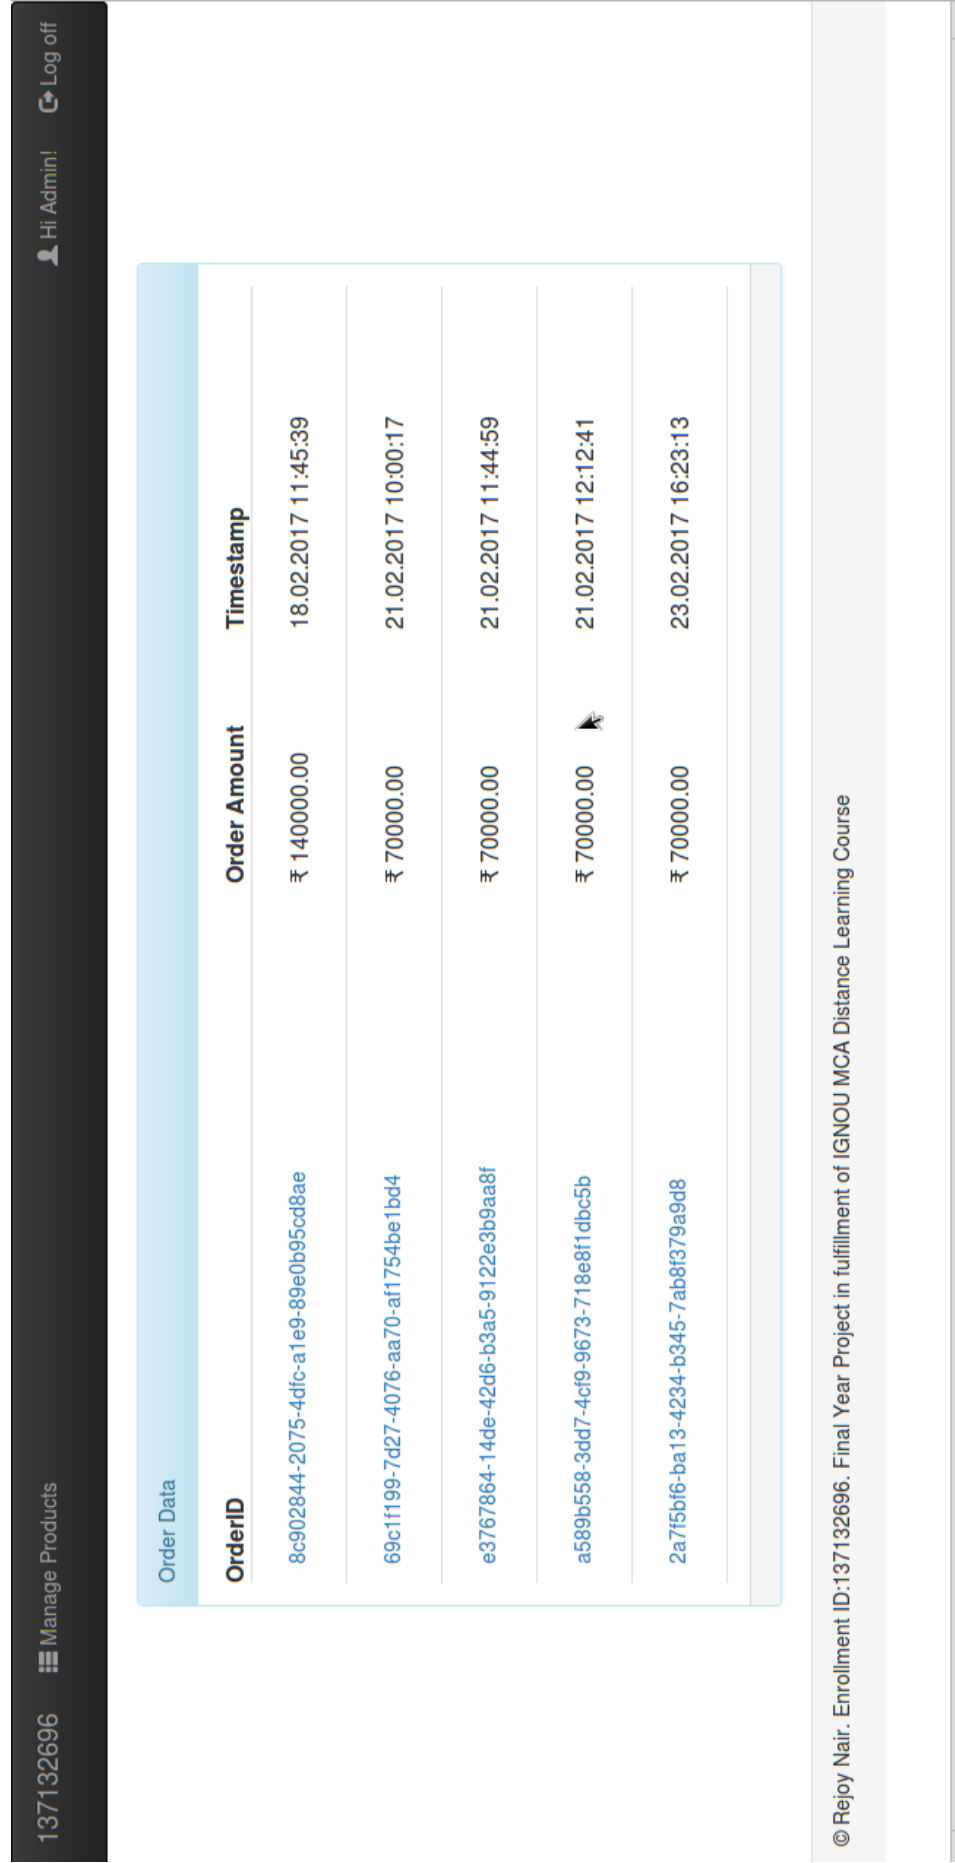 137132696 Manage Products Hi Admin! Log off
Order Data
OrderID Order Amount Timestamp
8c902844-2075-4dfc-a1e9-89e0b95cd8ae ₹ 140000.00 18.02.2017 11:45:39
69c1f199-7d27-4076-aa70-af1754be1bd4 ₹ 70000.00 21.02.2017 10:00:17
e3767864-14de-42d6-b3a5-9122e3b9aa8f ₹ 70000.00 21.02.2017 11:44:59
a589b558-3dd7-4cf9-9673-718e8f1dbc5b ₹ 70000.00 21.02.2017 12:12:41
2a7f5bf6-ba13-4234-b345-7ab8f379a9d8 ₹ 70000.00 23.02.2017 16:23:13
© Rejoy Nair. Enrollment ID:137132696. Final Year Project in fulfillment of IGNOU MCA Distance Learning Course